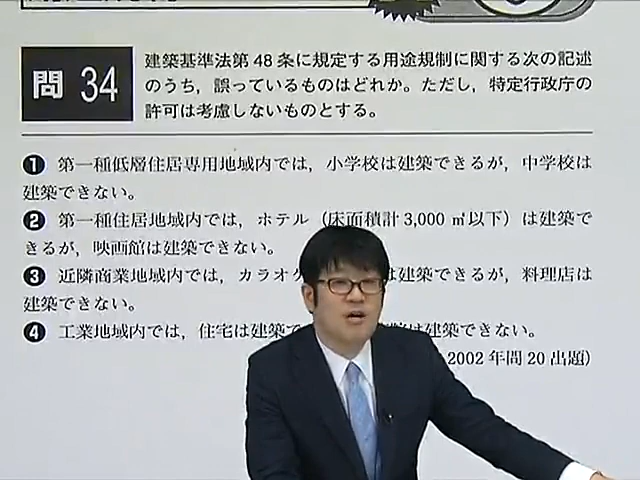 問 34
建築基準法第 48 条に規定する用途規制に関する次の記述
のうち，誤っているものはどれか。ただし，特定行政庁の
許可は考慮しないものとする。
❶ 第一種低層住居専用地域内では，小学校は建築できるが，中学校は
建築できない。
❷ 第一種住居地域内では，ホテル（床面積計 3,000 ㎡以下）は建築で
きるが，映画館は建築できない。
❸ 近隣商業地域内では，カラオケ は建築できるが，料理店は
建築できない。
❹ 工業地域内では，住宅は建築で は建築できない。
2002 年問 20 出題）